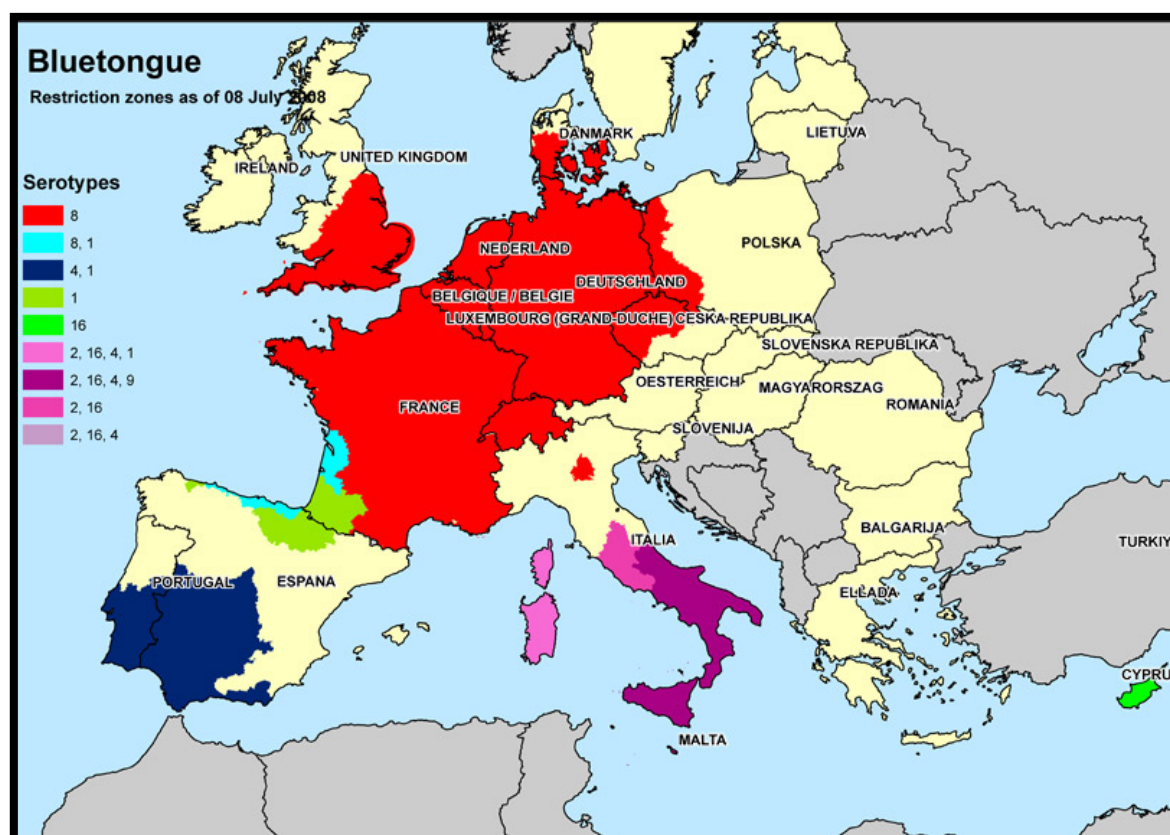 Bluetongue
Restriction zones as of 08 July 2008
Serotypes
8
8, 1
4, 1
1
16
2, 16, 4, 1
2, 16, 4, 9
2, 16
2, 16, 4
IRELAND
UNITED KINGDOM
DANMARK
LIETUVA
NEDERLAND
POLSKA
DEUTSCHLAND
BELGIQUE / BELGIE
LUXEMBOURG (GRAND-DUCHE)
CESKA REPUBLIKA
SLOVENSKA REPUBLIKA
OESTERREICH
MAGYARORSZAG
FRANCE
ROMANIA
SLOVENIJA
BALGARIJA
ITALIA
TURKIY
PORTUGAL
ESPANA
ELLADA
CYPRU
MALTA